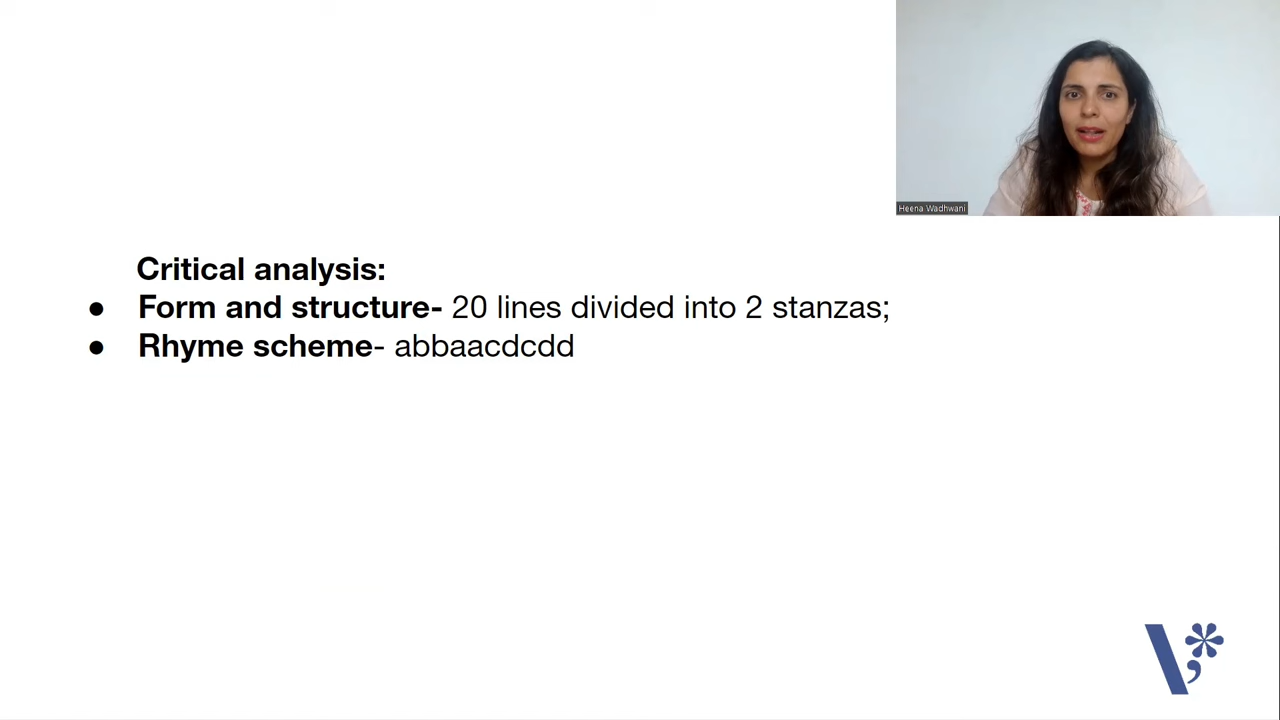 Heena Wadhwani
Critical analysis:
● Form and structure- 20 lines divided into 2 stanzas;
● Rhyme scheme- abbaacdcdd